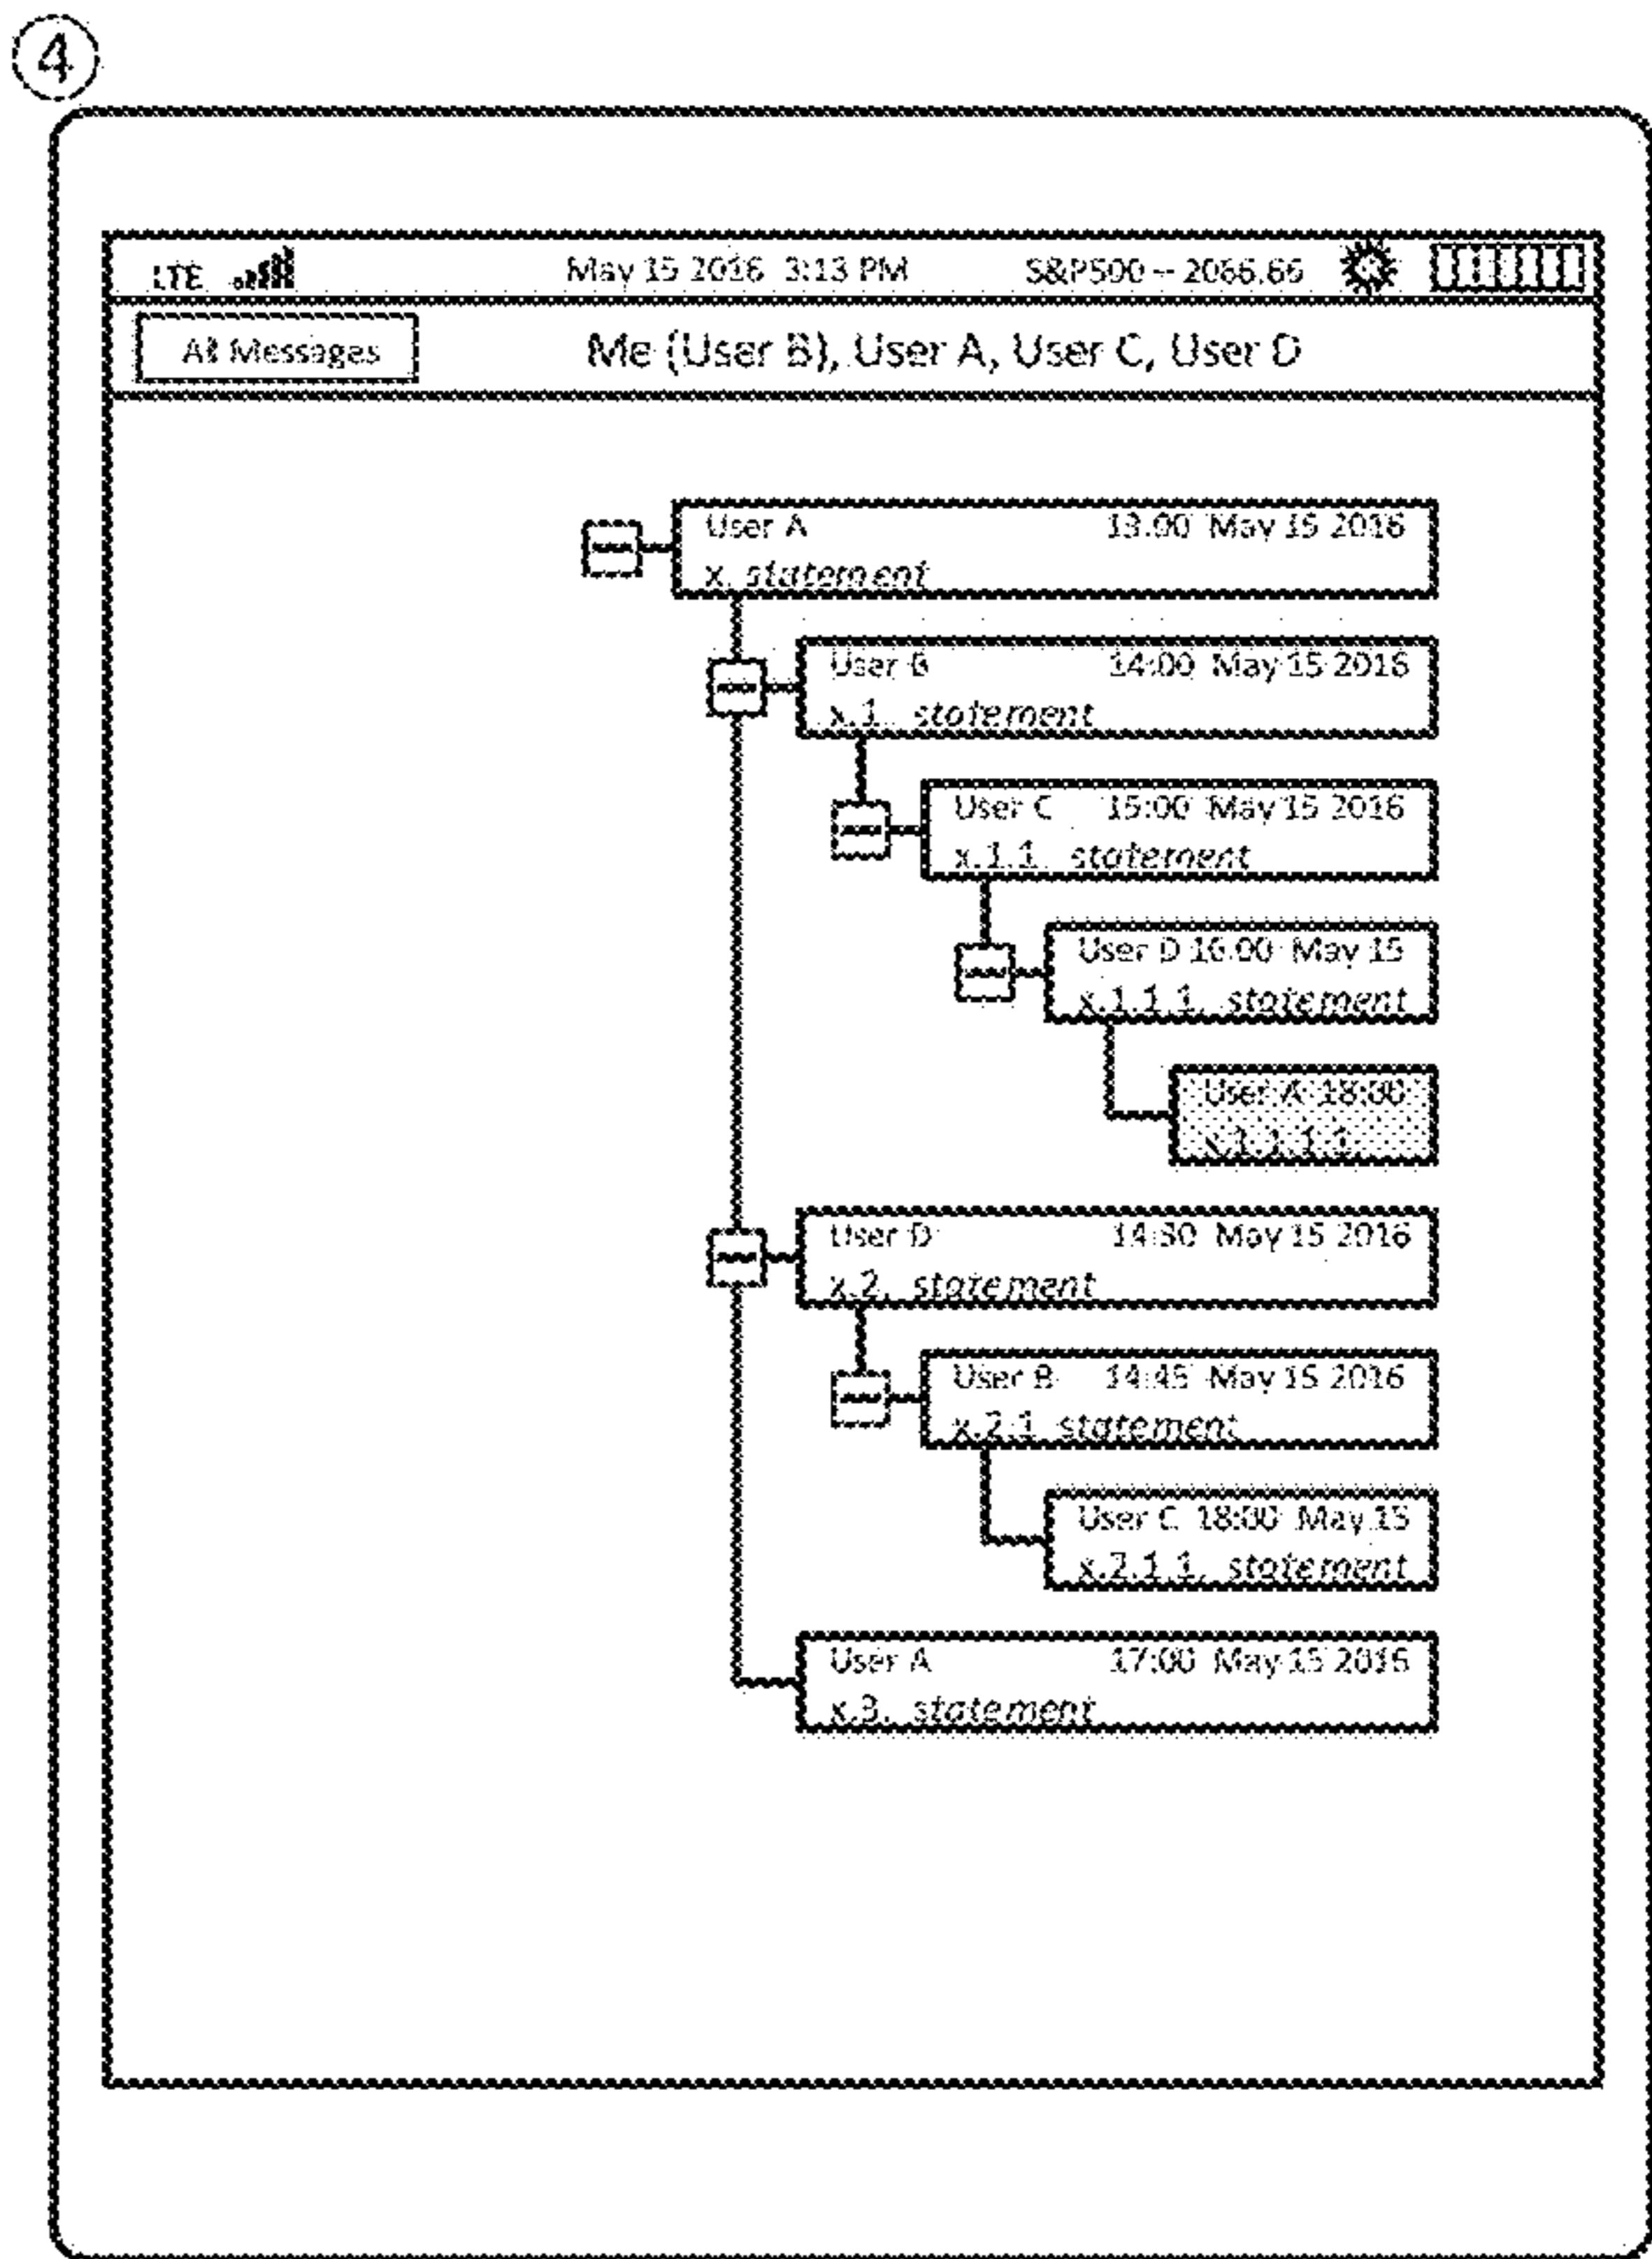 4
LTE May 15 2016 3:13 PM S&P500 -- 2066.66
All Messages Me (User B), User A, User C, User D
User A 13:00 May 15 2016
x. statement
User B 14:00 May 15 2016
x.1. statement
User C 15:00 May 15 2016
x.1.1. statement
User D 16:00 May 15
x.1.1.1. statement
User A 18:00
x.1.1.1.1.
User D 14:30 May 15 2016
x.2. statement
User B 14:45 May 15 2016
x.2.1 statement
User C 18:00 May 15
x.2.1.1. statement
User A 17:00 May 15 2016
x.3. statement